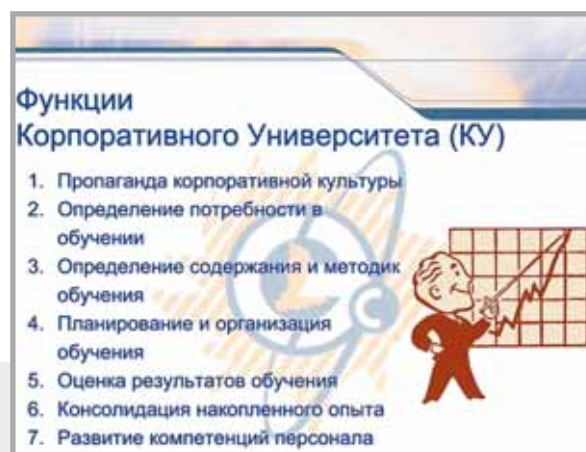 Функции
Корпоративного Университета (КУ)
1. Пропаганда корпоративной культуры
2. Определение потребности в
обучении
3. Определение содержания и методик
обучения
4. Планирование и организация
обучения
5. Оценка результатов обучения
6. Консолидация накопленного опыта
7. Развитие компетенций персонала